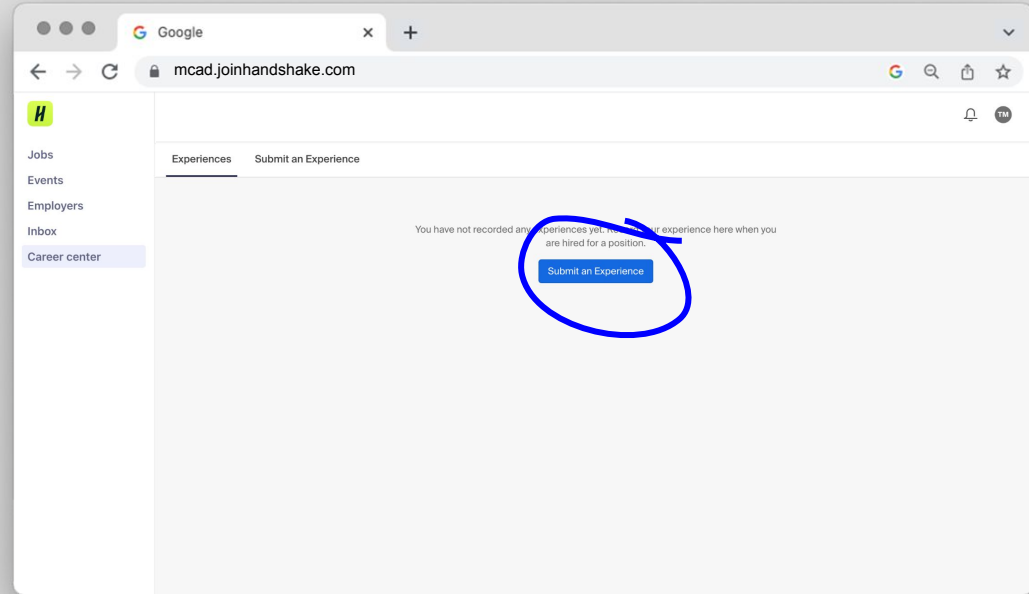 Google
mcad.joinhandshake.com
H
TM
Jobs
Events
Employers
Inbox
Career center
Experiences Submit an Experience
You have not recorded any experiences yet. your experience here when you
are hired for a position.
Submit an Experience